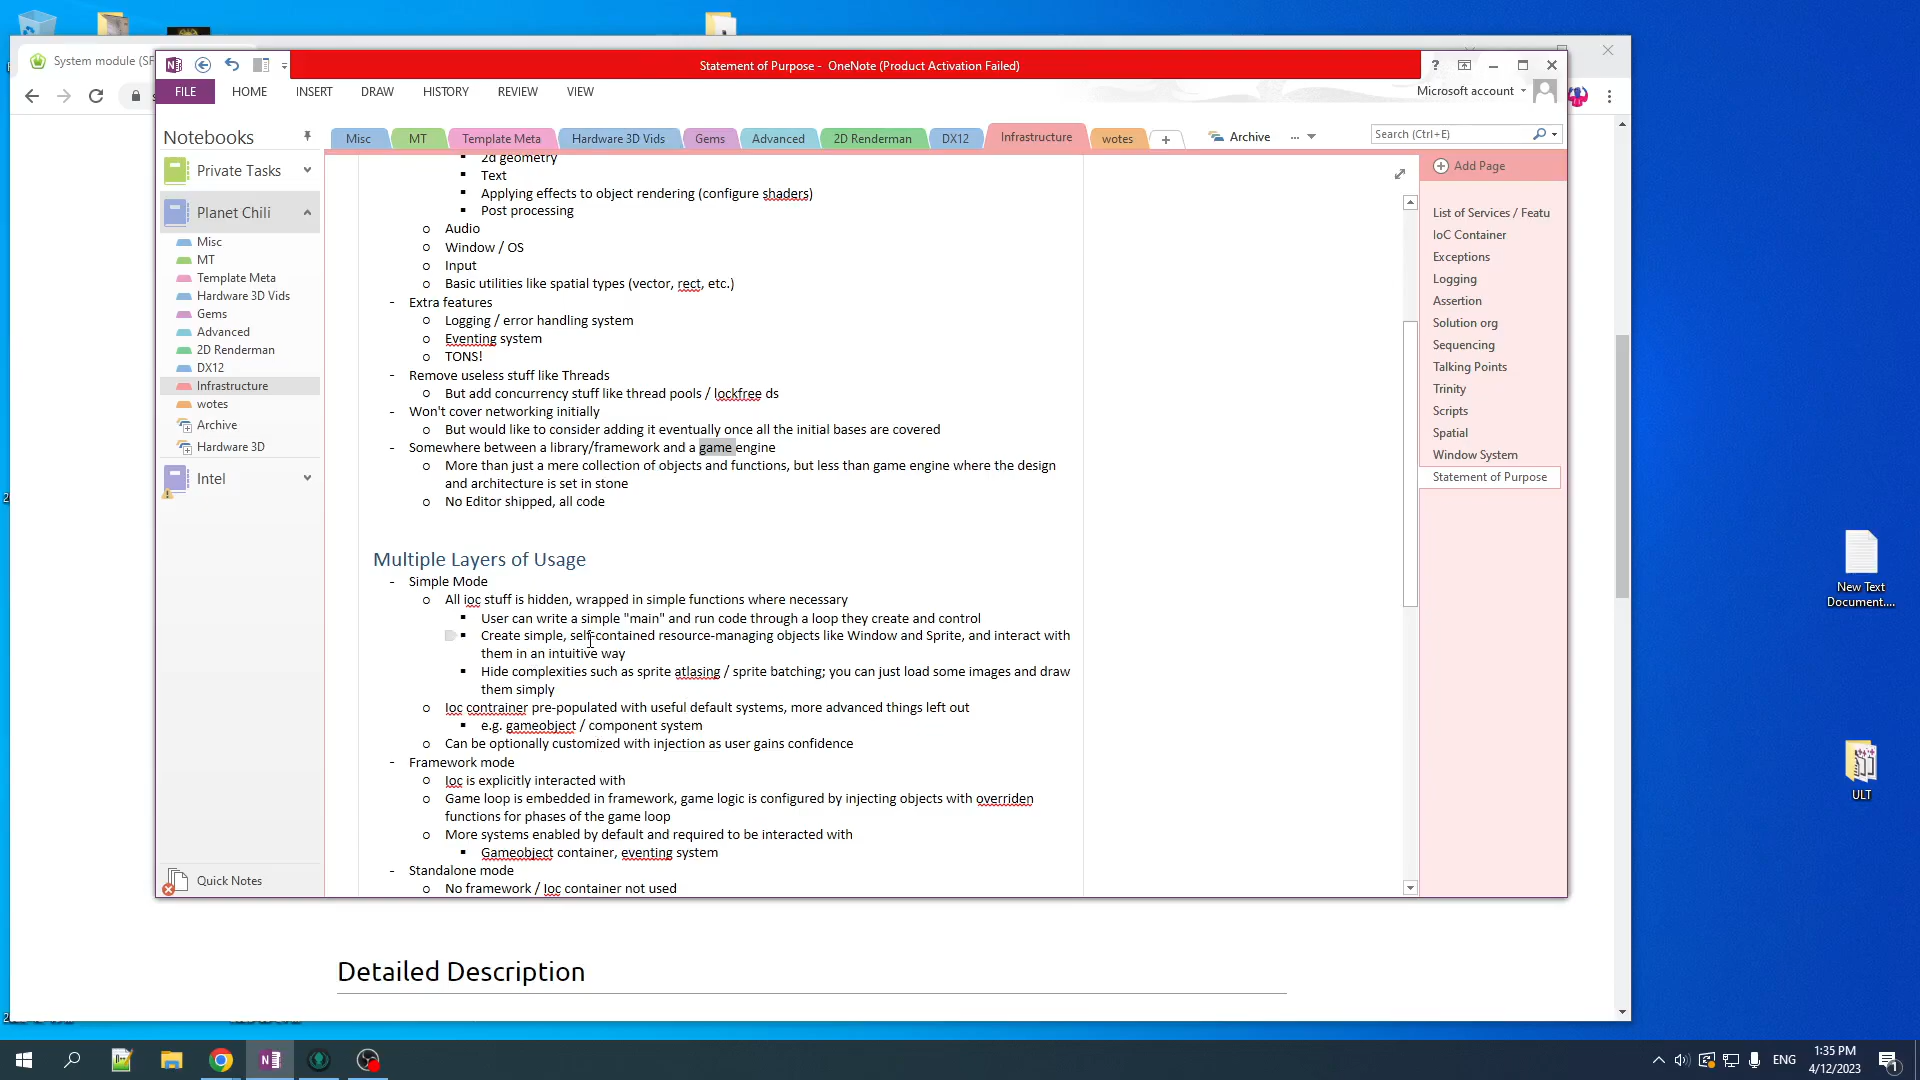 System module (SF
Statement of Purpose - OneNote (Product Activation Failed)
FILE
HOME
INSERT
DRAW
HISTORY
REVIEW
VIEW
Microsoft account
Notebooks
Misc
MT
Template Meta
Hardware 3D Vids
Gems
Advanced
2D Renderman
DX12
Infrastructure
wotes
Archive
Search (Ctrl+E)
Private Tasks
Planet Chili
Misc
MT
Template Meta
Hardware 3D Vids
Gems
Advanced
2D Renderman
DX12
Infrastructure
wotes
Archive
Hardware 3D
Intel
Quick Notes
2d geometry
Text
Applying effects to object rendering (configure shaders)
Post processing
Audio
Window / OS
Input
Basic utilities like spatial types (vector, rect, etc.)
- Extra features
Logging / error handling system
Eventing system
TONS!
- Remove useless stuff like Threads
But add concurrency stuff like thread pools / lockfree ds
- Won't cover networking initially
But would like to consider adding it eventually once all the initial bases are covered
- Somewhere between a library/framework and a game engine
More than just a mere collection of objects and functions, but less than game engine where the design
and architecture is set in stone
No Editor shipped, all code
Multiple Layers of Usage
- Simple Mode
All ioc stuff is hidden, wrapped in simple functions where necessary
User can write a simple "main" and run code through a loop they create and control
Create simple, self-contained resource-managing objects like Window and Sprite, and interact with
them in an intuitive way
Hide complexities such as sprite atlasing / sprite batching; you can just load some images and draw
them simply
Ioc contrainer pre-populated with useful default systems, more advanced things left out
e.g. gameobject / component system
Can be optionally customized with injection as user gains confidence
- Framework mode
Ioc is explicitly interacted with
Game loop is embedded in framework, game logic is configured by injecting objects with overriden
functions for phases of the game loop
More systems enabled by default and required to be interacted with
Gameobject container, eventing system
- Standalone mode
No framework / Ioc container not used
Add Page
List of Services / Featu
IoC Container
Exceptions
Logging
Assertion
Solution org
Sequencing
Talking Points
Trinity
Scripts
Spatial
Window System
Statement of Purpose
Detailed Description
New Text
Document....
ULT
ENG
1:35 PM
4/12/2023